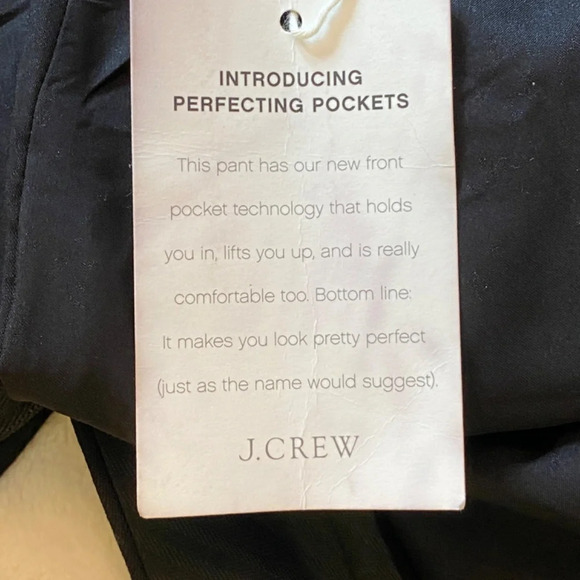 INTRODUCING
PERFECTING POCKETS
This pant has our new front
pocket technology that holds
you in, lifts you up, and is really
comfortable too. Bottom line:
It makes you look pretty perfect
(just as the name would suggest).
J.CREW